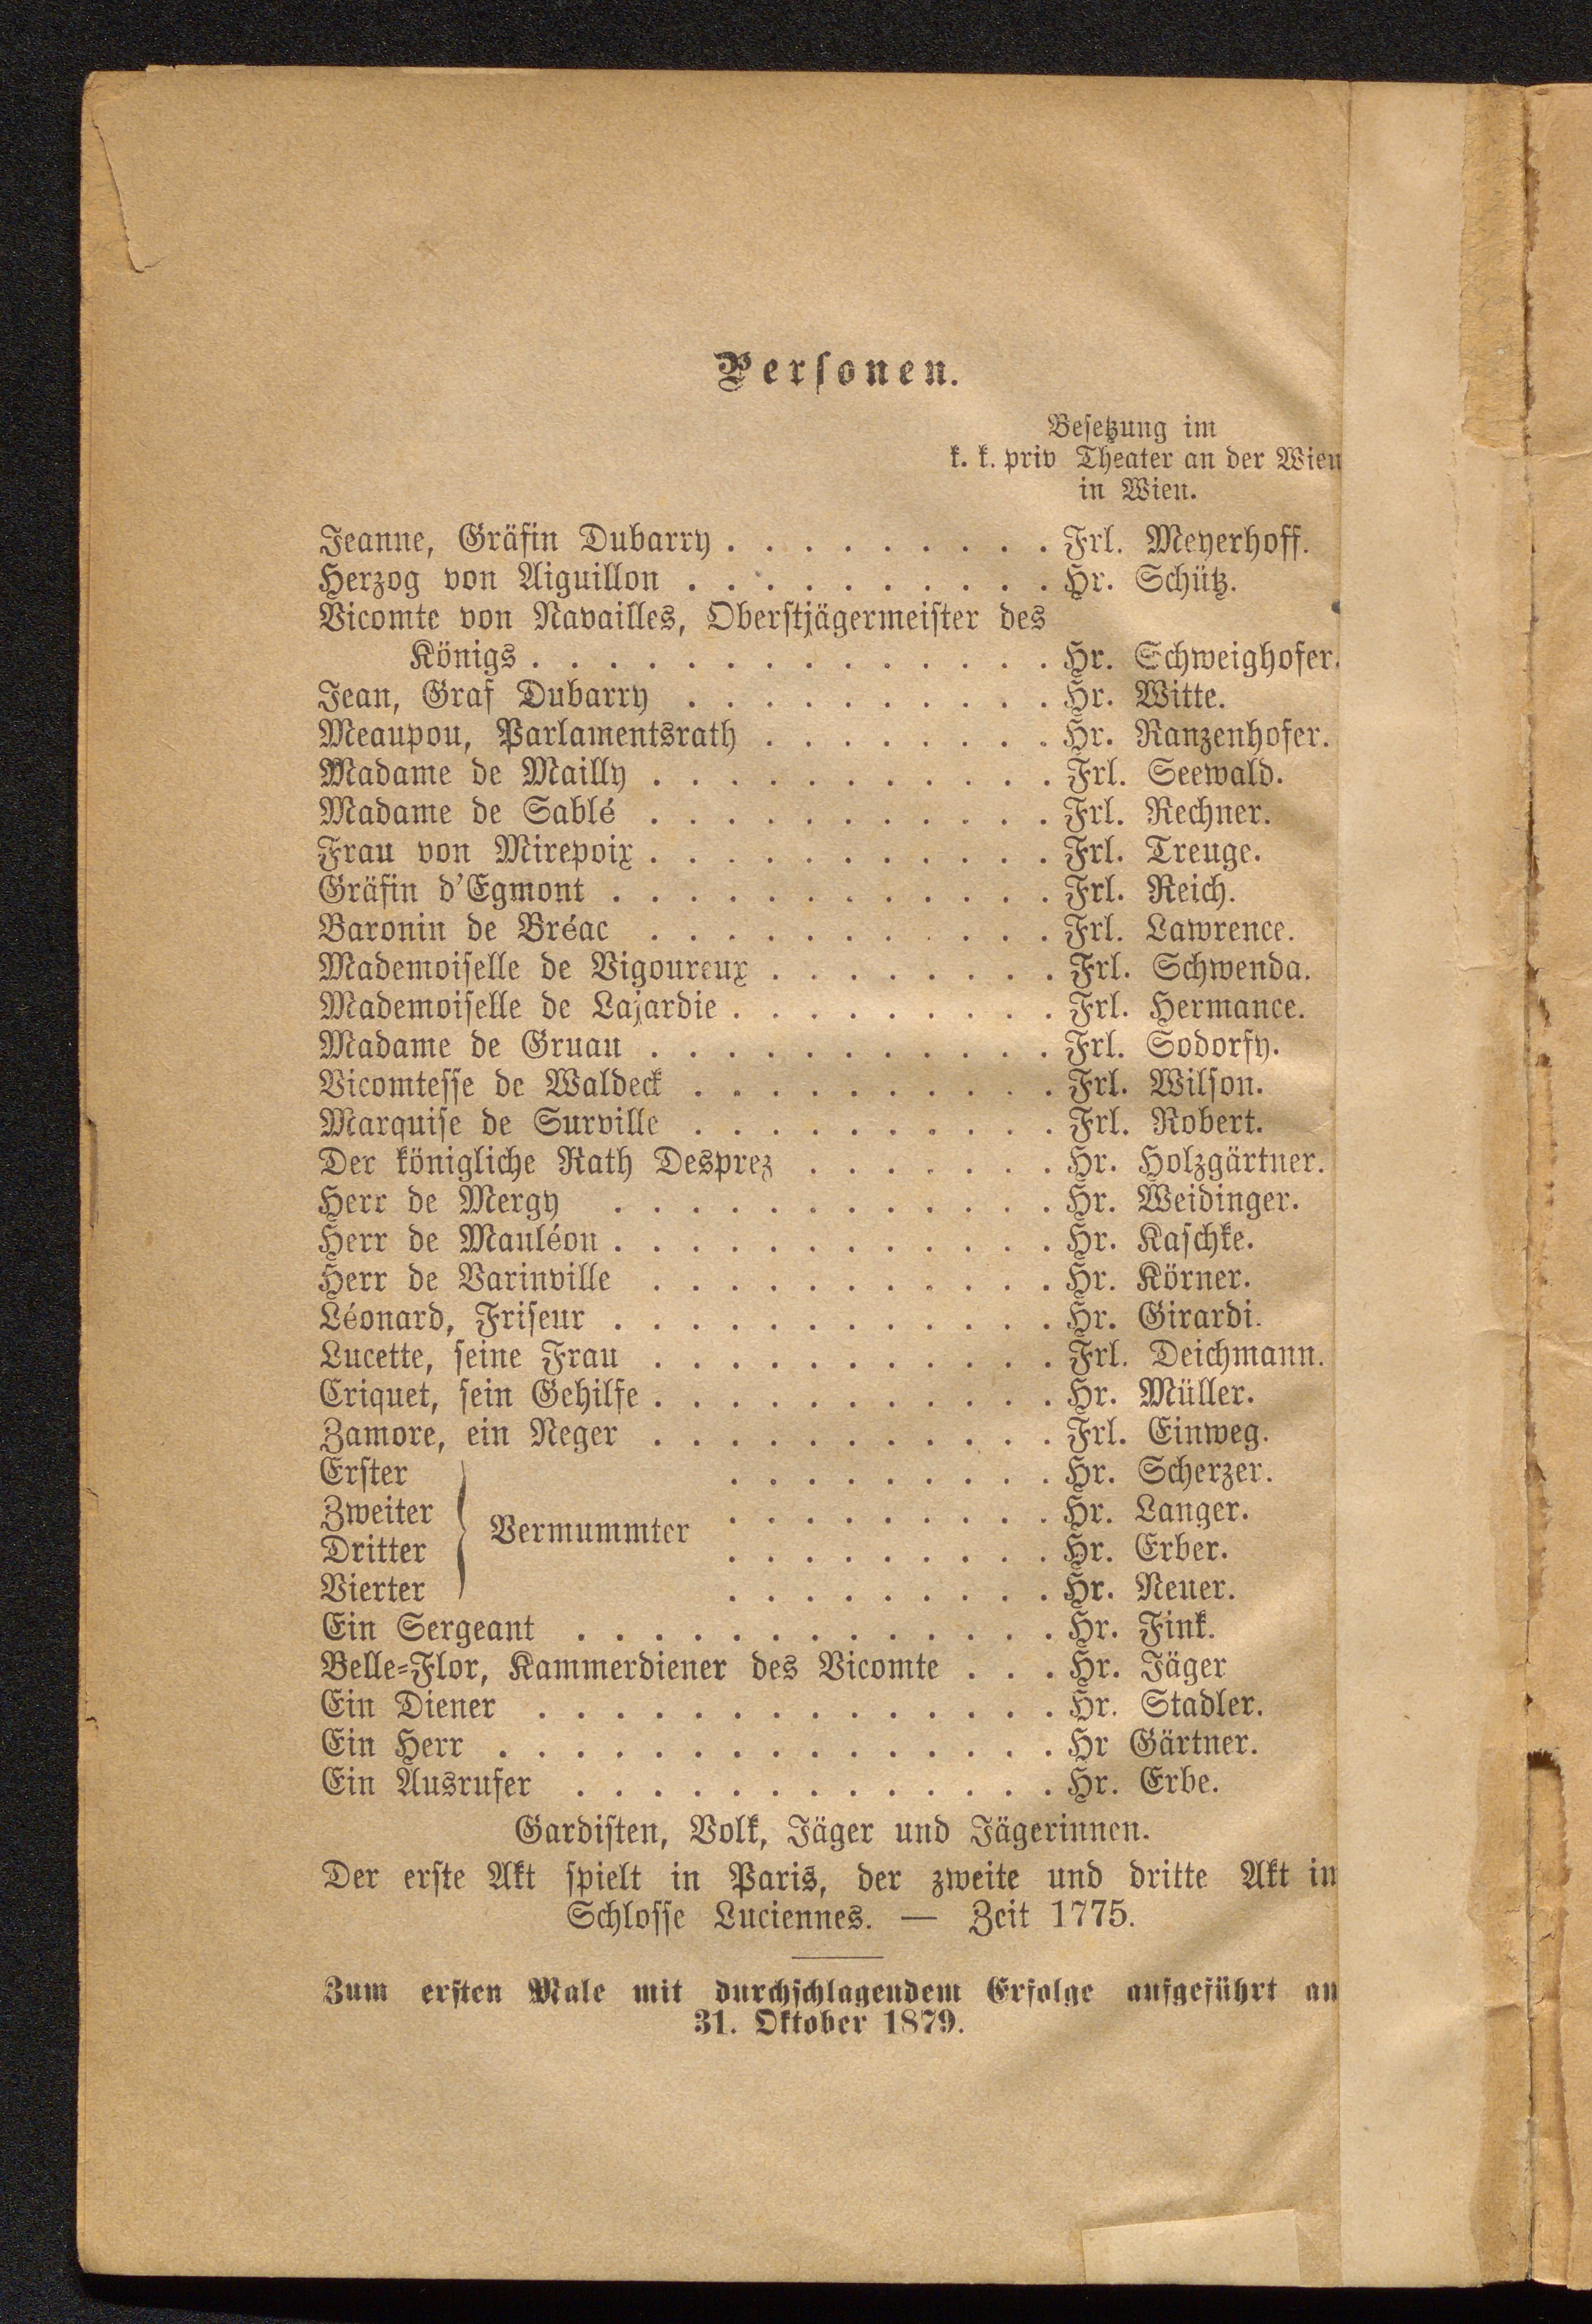 Personen.
Besetzung im
k. k. priv Theater an der Wien
in Wien.
Jeanne, Gräfin Dubarry . . . . . . . . . Frl. Meyerhoff.
Herzog von Aiguillon . . . . . . . . . . Hr. Schütz.
Vicomte von Navailles, Oberstjägermeister des
Königs . . . . . . . . . . . . . . Hr. Schweighofer.
Jean, Graf Dubarry . . . . . . . . . . Hr. Witte.
Meaupou, Parlamentsrath . . . . . . . . Hr. Ranzenhofer.
Madame de Mailly . . . . . . . . . . . Frl. Seewald.
Madame de Sablé . . . . . . . . . . . Frl. Rechner.
Frau von Mirepoix . . . . . . . . . . . Frl. Treuge.
Gräfin d'Egmont . . . . . . . . . . . . Frl. Reich.
Baronin de Bréac . . . . . . . . . . . Frl. Lawrence.
Mademoiselle de Vigoureux . . . . . . . . Frl. Schwenda.
Mademoiselle de Lajardie . . . . . . . . . Frl. Hermance.
Madame de Gruau . . . . . . . . . . . Frl. Sodorfy.
Vicomtesse de Waldeck . . . . . . . . . . Frl. Wilson.
Marquise de Surville . . . . . . . . . . Frl. Robert.
Der königliche Rath Desprez . . . . . . . Hr. Holzgärtner.
Herr de Mergy . . . . . . . . . . . . Hr. Weidinger.
Herr de Mauléon . . . . . . . . . . . . Hr. Kaschke.
Herr de Varinville . . . . . . . . . . . Hr. Körner.
Léonard, Friseur . . . . . . . . . . . . Hr. Girardi.
Lucette, seine Frau . . . . . . . . . . . Frl. Deichmann.
Criquet, sein Gehilfe . . . . . . . . . . . Hr. Müller.
Zamore, ein Neger . . . . . . . . . . . Frl. Einweg.
Erster . . . . . . . . . Hr. Scherzer.
Zweiter . . . . . . . . . Hr. Langer.
Vermummter
Dritter . . . . . . . . . Hr. Erber.
Vierter . . . . . . . . . Hr. Neuer.
Ein Sergeant . . . . . . . . . . . . . Hr. Fink.
Belle-Flor, Kammerdiener des Vicomte . . . Hr. Jäger
Ein Diener . . . . . . . . . . . . . . Hr. Stadler.
Ein Herr . . . . . . . . . . . . . . . Hr Gärtner.
Ein Ausrufer . . . . . . . . . . . . . Hr. Erbe.
Gardisten, Volk, Jäger und Jägerinnen.
Der erste Akt spielt in Paris, der zweite und dritte Akt in
Schlosse Luciennes. — Zeit 1775.
Zum ersten Male mit durchschlagendem Erfolge aufgeführt an
31. Oktober 1879.